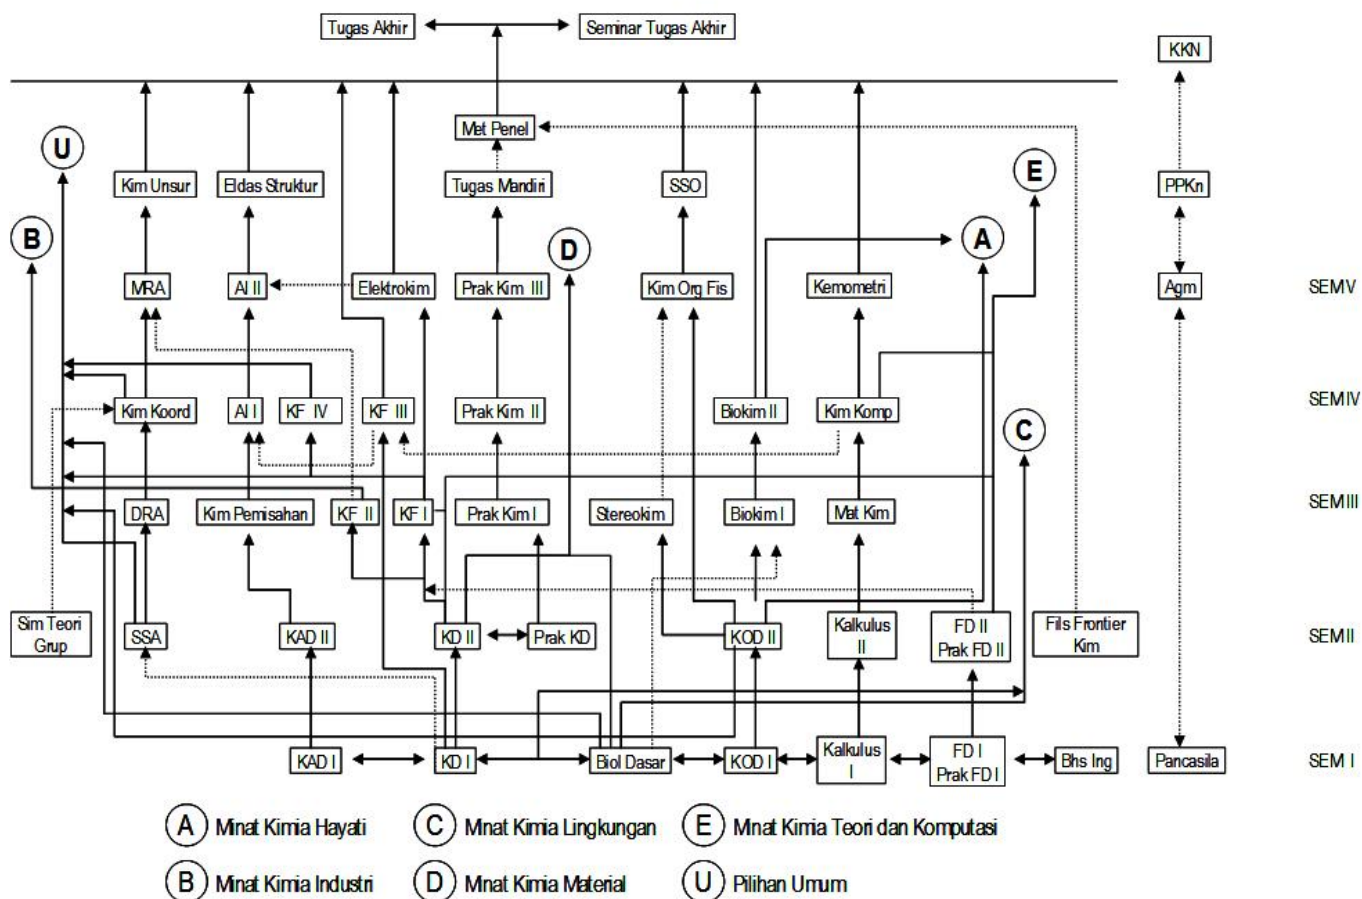 Tugas Akhir
Seminar Tugas Akhir
KKN
Met Penel
U
Kim Unsur
Eldas Struktur
Tugas Mandiri
SSO
E
PPKn
B
D
A
MRA
AI II
Elektrokim
Prak Kim III
Kim Org Fis
Kemometri
Agm
SEM V
Kim Koord
AI I
KF IV
KF III
Prak Kim II
Biokim II
Kim Komp
SEM IV
C
DRA
Kim Pemisahan
KF II
KF I
Prak Kim I
Stereokim
Biokim I
Mat Kim
SEM III
Sim Teori
Grup
SSA
KAD II
KD II
Prak KD
KOD II
Kalkulus
II
FD II
Prak FD II
Fils Frontier
Kim
SEM II
KAD I
KD I
Biol Dasar
KOD I
Kalkulus
I
FD I
Prak FD I
Bhs Ing
Pancasila
SEM I
A Minat Kimia Hayati
C Minat Kimia Lingkungan
E Minat Kimia Teori dan Komputasi
B Minat Kimia Industri
D Minat Kimia Material
U Pilihan Umum